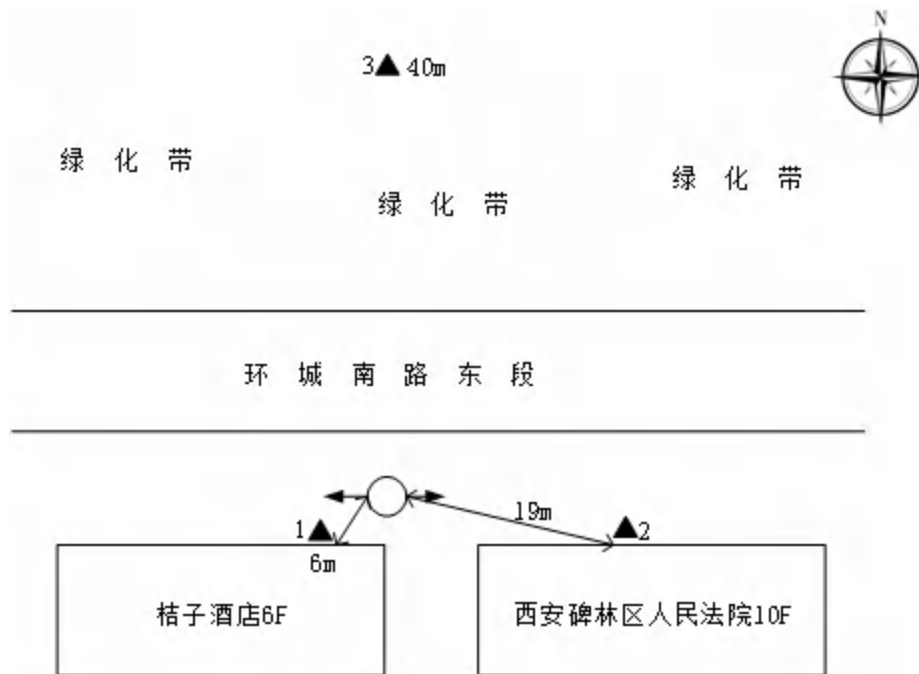 N
3▲ 40m
绿 化 带
绿 化 带
绿 化 带
环 城 南 路 东 段
19m
1▲
▲2
6m
桔子酒店6F
西安碑林区人民法院10F